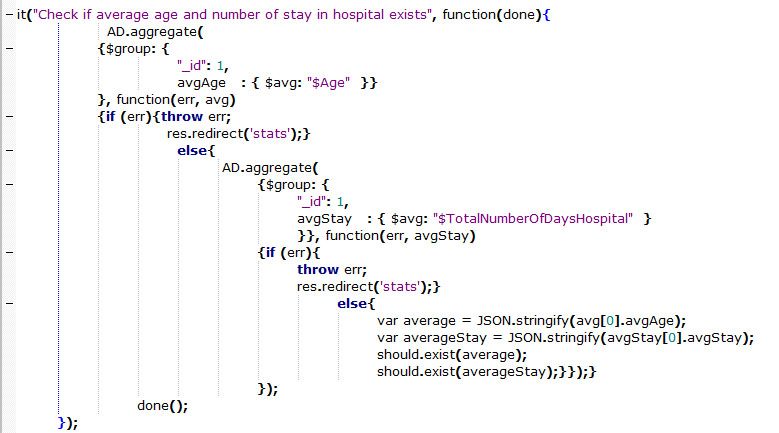 it("Check if average age and number of stay in hospital exists", function(done){
AD.aggregate(
{$group: {
"_id": 1,
avgAge : { $avg: "$Age" }}
}, function(err, avg)
{if (err){throw err;
res.redirect('stats');}
else{
AD.aggregate(
{$group: {
"_id": 1,
avgStay : { $avg: "$TotalNumberOfDaysHospital" }
}}, function(err, avgStay)
{if (err){
throw err;
res.redirect('stats');}
else{
var average = JSON.stringify(avg[0].avgAge);
var averageStay = JSON.stringify(avgStay[0].avgStay);
should.exist(average);
should.exist(averageStay);}});}
});
done();
});